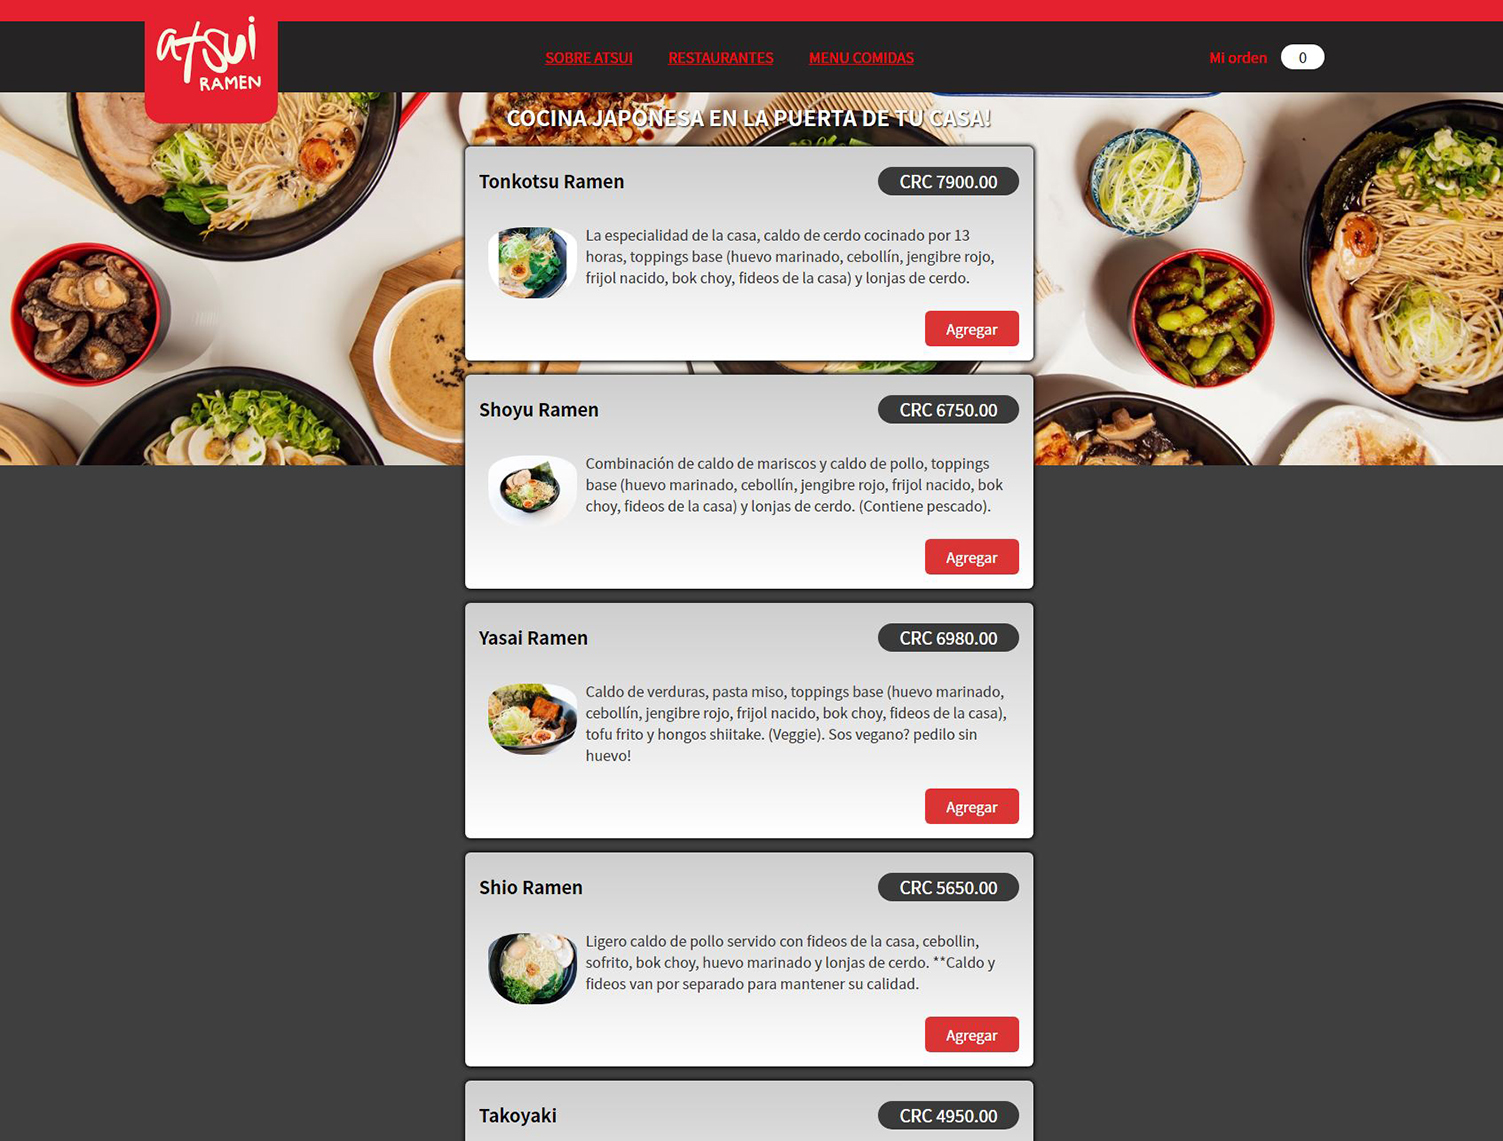 atsui
RAMEN
SOBRE ATSUI
RESTAURANTES
MENU COMIDAS
Mi orden
0
COCINA JAPONESA EN LA PUERTA DE TU CASA!
Tonkotsu Ramen
CRC 7900.00
La especialidad de la casa, caldo de cerdo cocinado por 13
horas, toppings base (huevo marinado, cebollín, jengibre rojo,
frijol nacido, bok choy, fideos de la casa) y lonjas de cerdo.
Agregar
Shoyu Ramen
CRC 6750.00
Combinación de caldo de mariscos y caldo de pollo, toppings
base (huevo marinado, cebollín, jengibre rojo, frijol nacido, bok
choy, fideos de la casa) y lonjas de cerdo. (Contiene pescado).
Agregar
Yasai Ramen
CRC 6980.00
Caldo de verduras, pasta miso, toppings base (huevo marinado,
cebollín, jengibre rojo, frijol nacido, bok choy, fideos de la casa),
tofu frito y hongos shiitake. (Veggie). Sos vegano? pedilo sin
huevo!
Agregar
Shio Ramen
CRC 5650.00
Ligero caldo de pollo servido con fideos de la casa, cebollin,
sofrito, bok choy, huevo marinado y lonjas de cerdo. **Caldo y
fideos van por separado para mantener su calidad.
Agregar
Takoyaki
CRC 4950.00